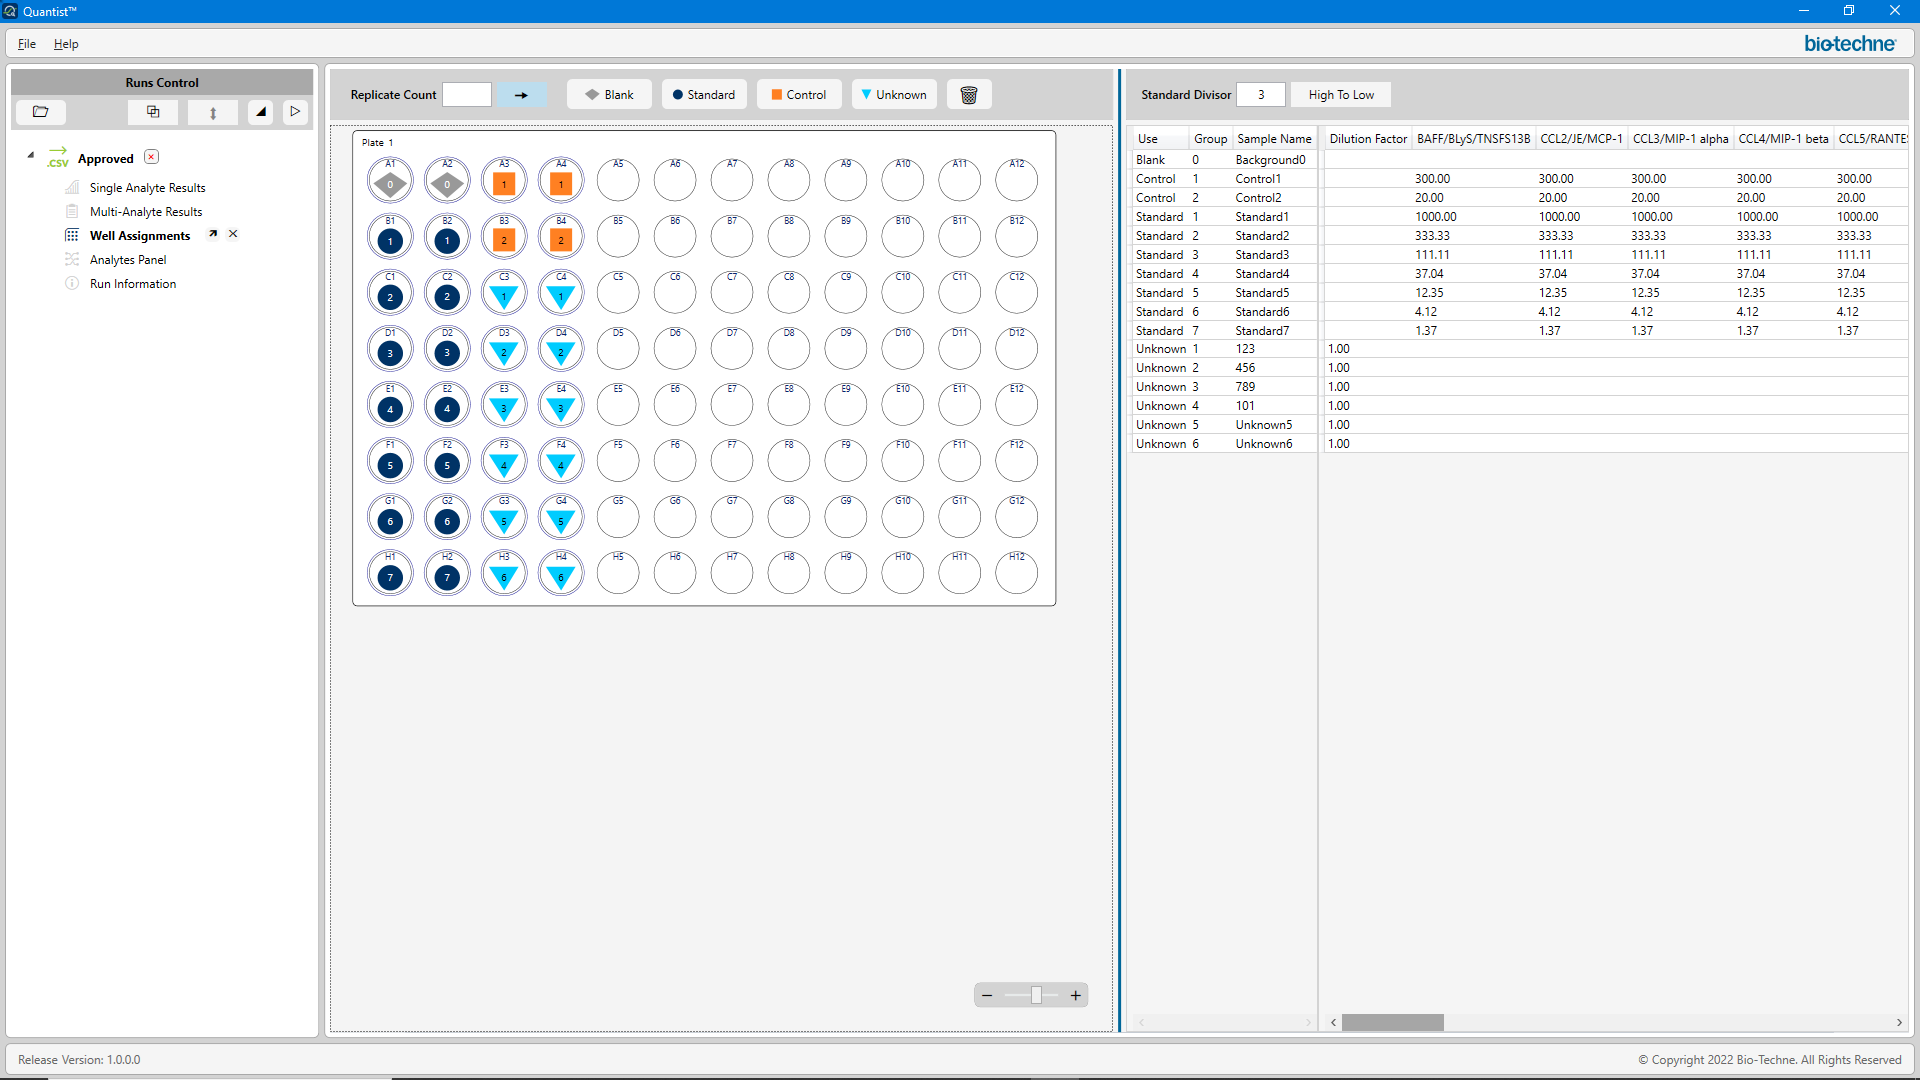 Quantist™
File Help
bio-techne®
Runs Control
Approved
.csv
Single Analyte Results
Multi-Analyte Results
Well Assignments
Analytes Panel
Run Information
Replicate Count
Blank Standard Control Unknown
Plate 1
A1 A2 A3 A4 A5 A6 A7 A8 A9 A10 A11 A12
0 0 1 1
B1 B2 B3 B4 B5 B6 B7 B8 B9 B10 B11 B12
1 1 2 2
C1 C2 C3 C4 C5 C6 C7 C8 C9 C10 C11 C12
2 2 1 1
D1 D2 D3 D4 D5 D6 D7 D8 D9 D10 D11 D12
3 3 2 2
E1 E2 E3 E4 E5 E6 E7 E8 E9 E10 E11 E12
4 4 3 3
F1 F2 F3 F4 F5 F6 F7 F8 F9 F10 F11 F12
5 5 4 4
G1 G2 G3 G4 G5 G6 G7 G8 G9 G10 G11 G12
6 6 5 5
H1 H2 H3 H4 H5 H6 H7 H8 H9 H10 H11 H12
7 7 6 6
Standard Divisor 3 High To Low
Use Group Sample Name Dilution Factor BAFF/BLyS/TNSFS13B CCL2/JE/MCP-1 CCL3/MIP-1 alpha CCL4/MIP-1 beta CCL5/RANTES
Blank 0 Background0
Control 1 Control1 300.00 300.00 300.00 300.00 300.00
Control 2 Control2 20.00 20.00 20.00 20.00 20.00
Standard 1 Standard1 1000.00 1000.00 1000.00 1000.00 1000.00
Standard 2 Standard2 333.33 333.33 333.33 333.33 333.33
Standard 3 Standard3 111.11 111.11 111.11 111.11 111.11
Standard 4 Standard4 37.04 37.04 37.04 37.04 37.04
Standard 5 Standard5 12.35 12.35 12.35 12.35 12.35
Standard 6 Standard6 4.12 4.12 4.12 4.12 4.12
Standard 7 Standard7 1.37 1.37 1.37 1.37 1.37
Unknown 1 123 1.00
Unknown 2 456 1.00
Unknown 3 789 1.00
Unknown 4 101 1.00
Unknown 5 Unknown5 1.00
Unknown 6 Unknown6 1.00
Release Version: 1.0.0.0
© Copyright 2022 Bio-Techne. All Rights Reserved